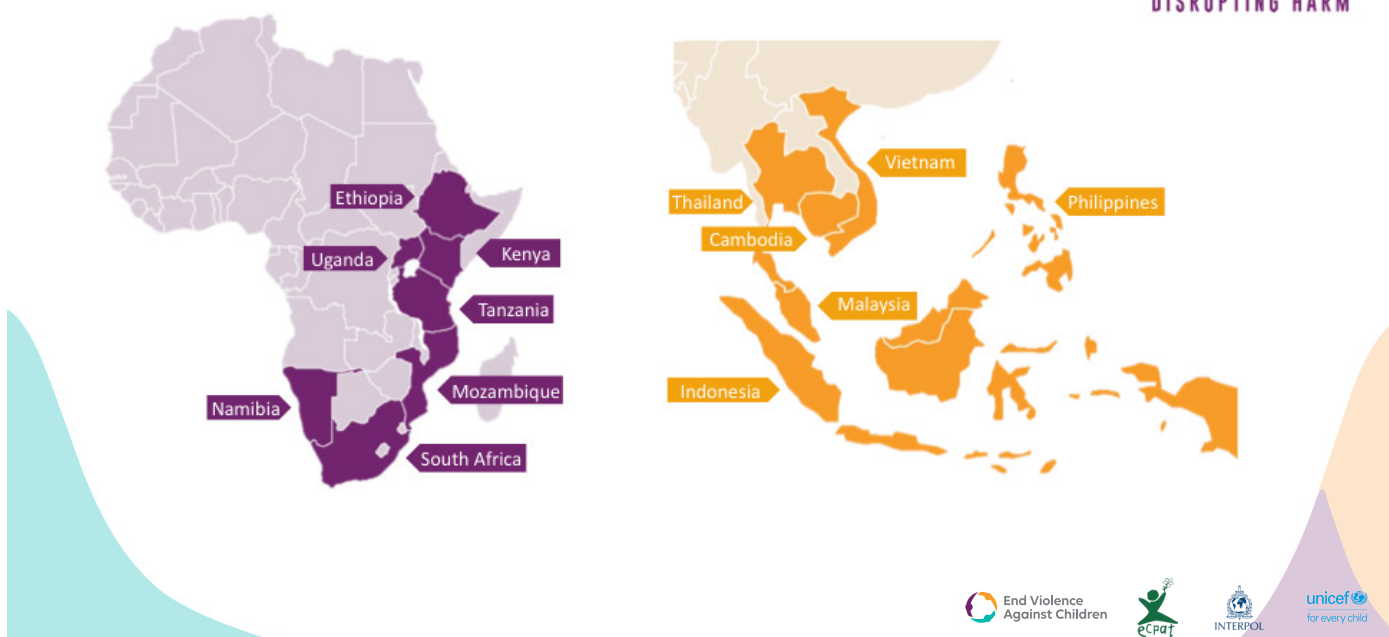 DISRUPTING HARM
Ethiopia
Uganda
Kenya
Tanzania
Mozambique
Namibia
South Africa
Vietnam
Thailand
Philippines
Cambodia
Malaysia
Indonesia
End Violence
Against Children
ecpat
INTERPOL
unicef
for every child